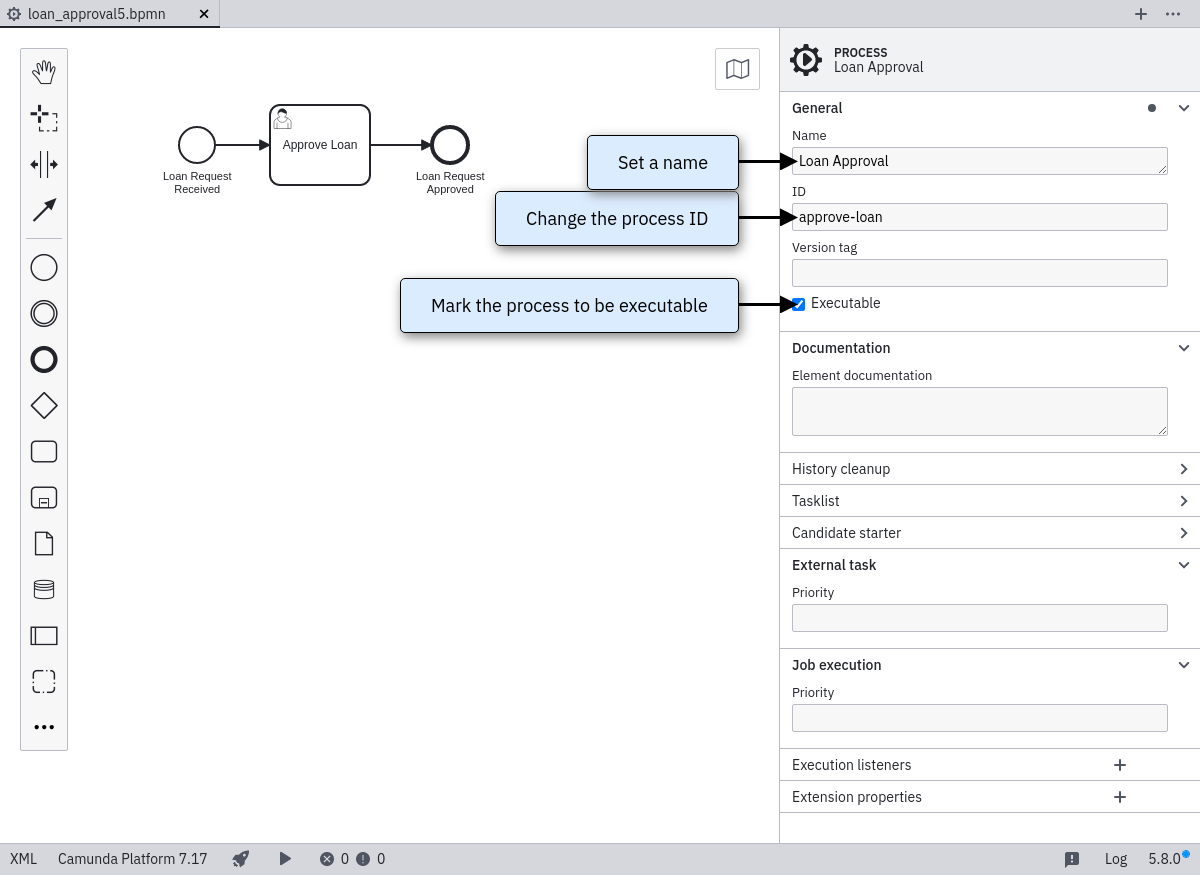 loan_approval5.bpmn
PROCESS
Loan Approval
General
Name
Loan Approval
ID
approve-loan
Version tag
Executable
Documentation
Element documentation
History cleanup
Tasklist
Candidate starter
External task
Priority
Job execution
Priority
Execution listeners
Extension properties
Approve Loan
Loan Request
Received
Loan Request
Approved
Set a name
Change the process ID
Mark the process to be executable
XML
Camunda Platform 7.17
0
0
Log
5.8.0